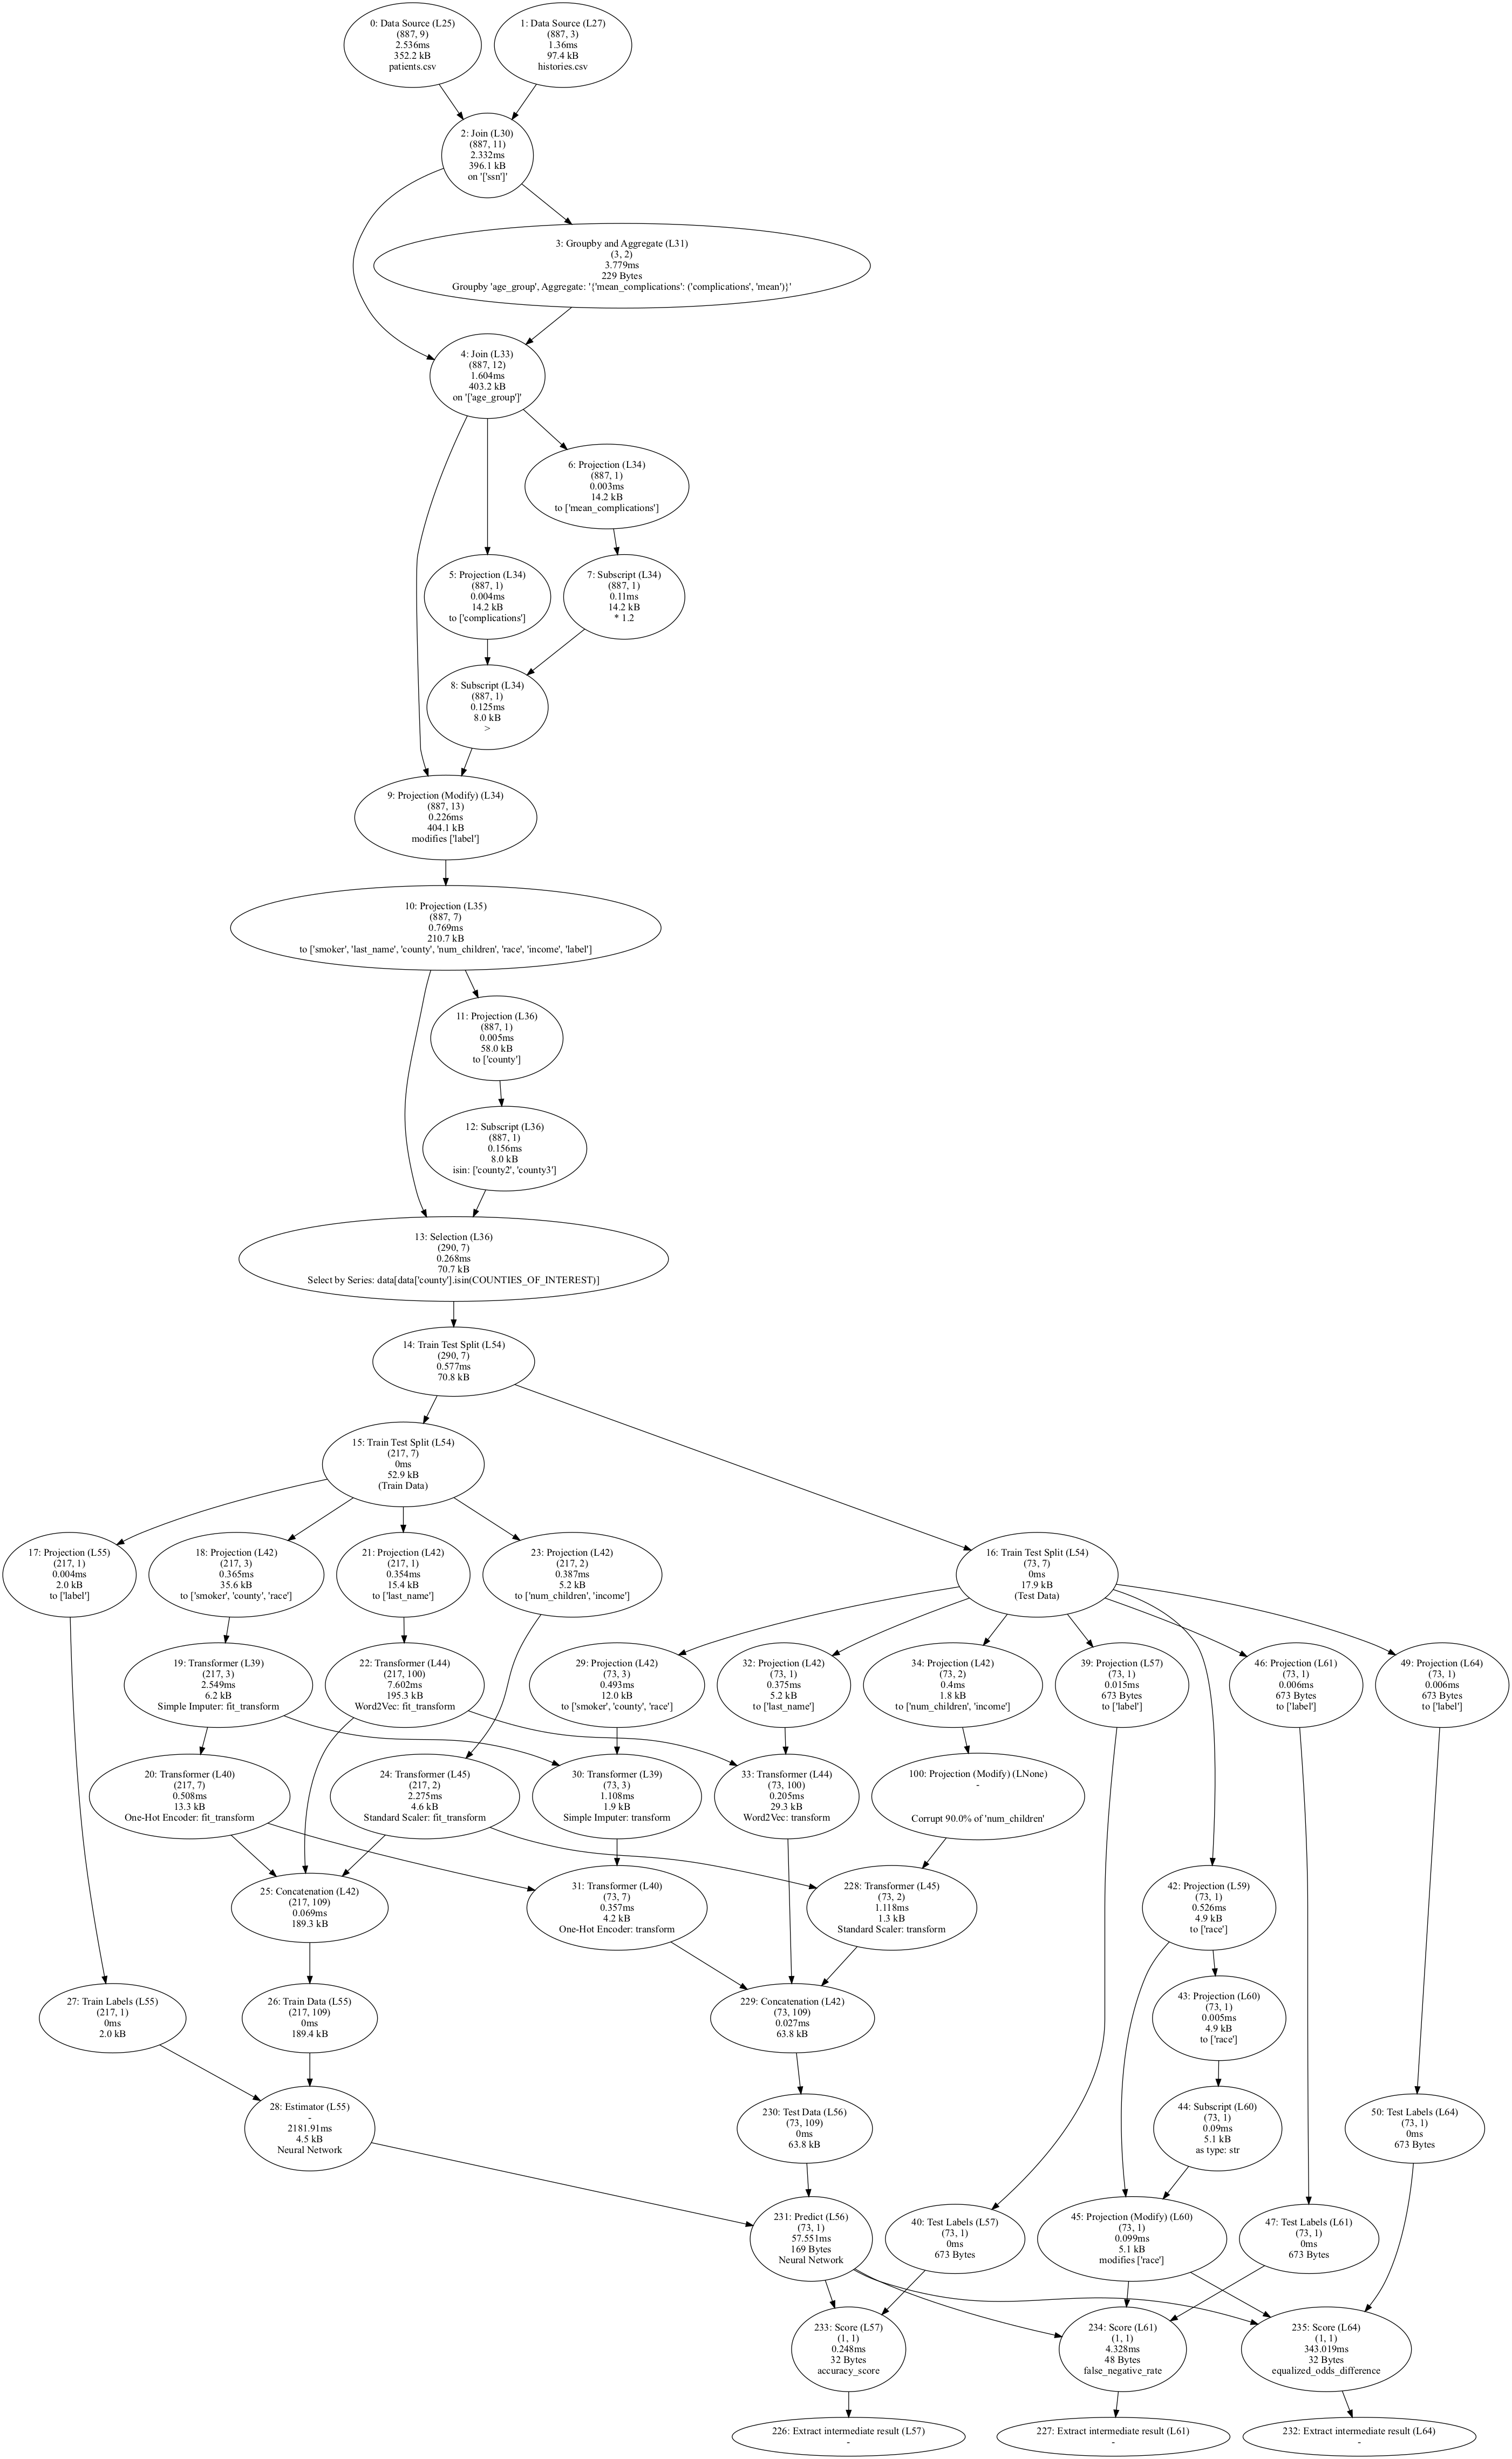 0: Data Source (L25)
(887, 9)
2.536ms
352.2 kB
patients.csv
1: Data Source (L27)
(887, 3)
1.36ms
97.4 kB
histories.csv
2: Join (L30)
(887, 11)
2.332ms
396.1 kB
on '['ssn']'
3: Groupby and Aggregate (L31)
(3, 2)
3.779ms
229 Bytes
Groupby 'age_group', Aggregate: '{'mean_complications': ('complications', 'mean')}'
4: Join (L33)
(887, 12)
1.604ms
403.2 kB
on '['age_group']'
6: Projection (L34)
(887, 1)
0.003ms
14.2 kB
to ['mean_complications']
5: Projection (L34)
(887, 1)
0.004ms
14.2 kB
to ['complications']
7: Subscript (L34)
(887, 1)
0.11ms
14.2 kB
* 1.2
8: Subscript (L34)
(887, 1)
0.125ms
8.0 kB
>
9: Projection (Modify) (L34)
(887, 13)
0.226ms
404.1 kB
modifies ['label']
10: Projection (L35)
(887, 7)
0.769ms
210.7 kB
to ['smoker', 'last_name', 'county', 'num_children', 'race', 'income', 'label']
11: Projection (L36)
(887, 1)
0.005ms
58.0 kB
to ['county']
12: Subscript (L36)
(887, 1)
0.156ms
8.0 kB
isin: ['county2', 'county3']
13: Selection (L36)
(290, 7)
0.268ms
70.7 kB
Select by Series: data[data['county'].isin(COUNTIES_OF_INTEREST)]
14: Train Test Split (L54)
(290, 7)
0.577ms
70.8 kB
15: Train Test Split (L54)
(217, 7)
0ms
52.9 kB
(Train Data)
17: Projection (L55)
(217, 1)
0.004ms
2.0 kB
to ['label']
18: Projection (L42)
(217, 3)
0.365ms
35.6 kB
to ['smoker', 'county', 'race']
21: Projection (L42)
(217, 1)
0.354ms
15.4 kB
to ['last_name']
23: Projection (L42)
(217, 2)
0.387ms
5.2 kB
to ['num_children', 'income']
16: Train Test Split (L54)
(73, 7)
0ms
17.9 kB
(Test Data)
19: Transformer (L39)
(217, 3)
2.549ms
6.2 kB
Simple Imputer: fit_transform
22: Transformer (L44)
(217, 100)
7.602ms
195.3 kB
Word2Vec: fit_transform
29: Projection (L42)
(73, 3)
0.493ms
12.0 kB
to ['smoker', 'county', 'race']
32: Projection (L42)
(73, 1)
0.375ms
5.2 kB
to ['last_name']
34: Projection (L42)
(73, 2)
0.4ms
1.8 kB
to ['num_children', 'income']
39: Projection (L57)
(73, 1)
0.015ms
673 Bytes
to ['label']
46: Projection (L61)
(73, 1)
0.006ms
673 Bytes
to ['label']
49: Projection (L64)
(73, 1)
0.006ms
673 Bytes
to ['label']
20: Transformer (L40)
(217, 7)
0.508ms
13.3 kB
One-Hot Encoder: fit_transform
24: Transformer (L45)
(217, 2)
2.275ms
4.6 kB
Standard Scaler: fit_transform
30: Transformer (L39)
(73, 3)
1.108ms
1.9 kB
Simple Imputer: transform
33: Transformer (L44)
(73, 100)
0.205ms
29.3 kB
Word2Vec: transform
100: Projection (Modify) (LNone)
-
Corrupt 90.0% of 'num_children'
25: Concatenation (L42)
(217, 109)
0.069ms
189.3 kB
31: Transformer (L40)
(73, 7)
0.357ms
4.2 kB
One-Hot Encoder: transform
228: Transformer (L45)
(73, 2)
1.118ms
1.3 kB
Standard Scaler: transform
42: Projection (L59)
(73, 1)
0.526ms
4.9 kB
to ['race']
27: Train Labels (L55)
(217, 1)
0ms
2.0 kB
26: Train Data (L55)
(217, 109)
0ms
189.4 kB
229: Concatenation (L42)
(73, 109)
0.027ms
63.8 kB
43: Projection (L60)
(73, 1)
0.005ms
4.9 kB
to ['race']
28: Estimator (L55)
-
2181.91ms
4.5 kB
Neural Network
230: Test Data (L56)
(73, 109)
0ms
63.8 kB
44: Subscript (L60)
(73, 1)
0.09ms
5.1 kB
as type: str
50: Test Labels (L64)
(73, 1)
0ms
673 Bytes
231: Predict (L56)
(73, 1)
57.551ms
169 Bytes
Neural Network
40: Test Labels (L57)
(73, 1)
0ms
673 Bytes
45: Projection (Modify) (L60)
(73, 1)
0.099ms
5.1 kB
modifies ['race']
47: Test Labels (L61)
(73, 1)
0ms
673 Bytes
233: Score (L57)
(1, 1)
0.248ms
32 Bytes
accuracy_score
234: Score (L61)
(1, 1)
4.328ms
48 Bytes
false_negative_rate
235: Score (L64)
(1, 1)
343.019ms
32 Bytes
equalized_odds_difference
226: Extract intermediate result (L57)
-
227: Extract intermediate result (L61)
-
232: Extract intermediate result (L64)
-